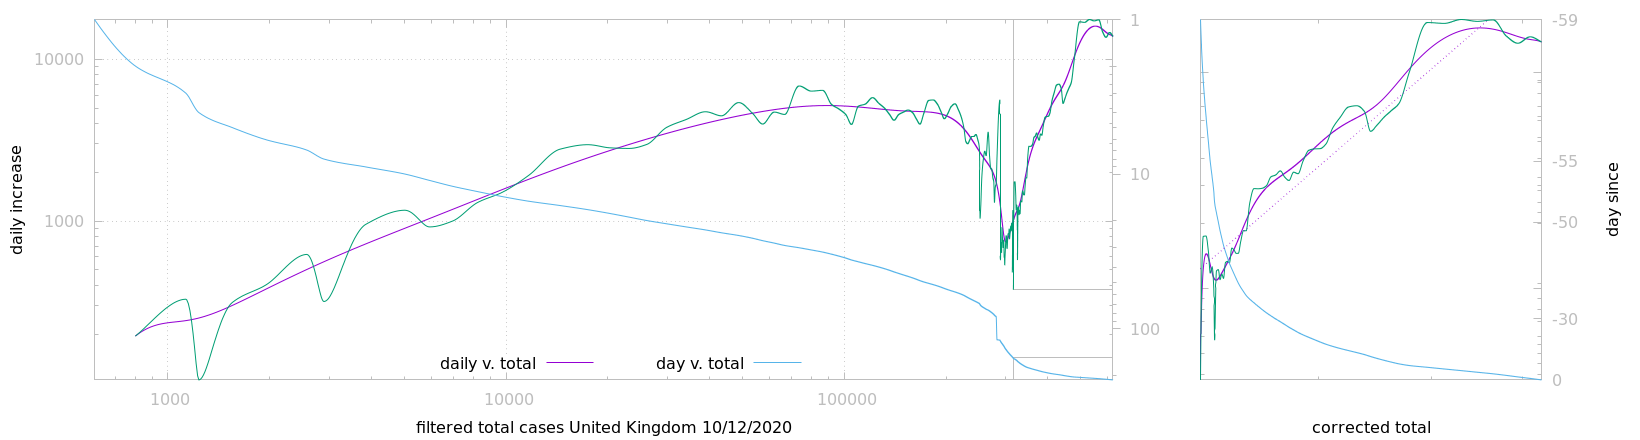 10000
1000
daily increase
1
10
100
-59
-55
-50
-30
0
day since
daily v. total
day v. total
1000
10000
100000
filtered total cases United Kingdom 10/12/2020
corrected total